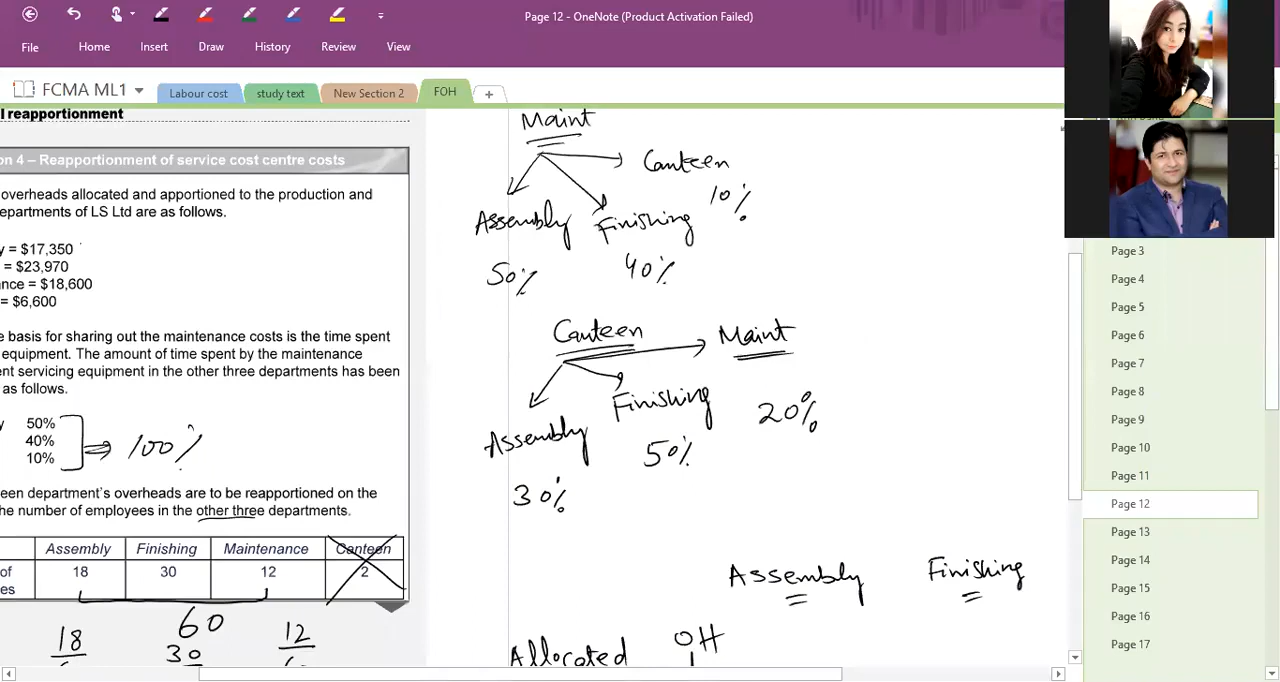 Page 12 - OneNote (Product Activation Failed)
File Home Insert Draw History Review View
FCMA ML1 Labour cost study text New Section 2 FOH +
l reapportionment
on 4 – Reapportionment of service cost centre costs
overheads allocated and apportioned to the production and
epartments of LS Ltd are as follows.
y = $17,350
= $23,970
ance = $18,600
= $6,600
e basis for sharing out the maintenance costs is the time spent
equipment. The amount of time spent by the maintenance
ent servicing equipment in the other three departments has been
as follows.
y 50%
40%
10%
100%
een department's overheads are to be reapportioned on the
he number of employees in the other three departments.
Assembly Finishing Maintenance Canteen
of 18 30 12 2
es
60
18 30 12
Maint
Canteen
10%
Assembly Finishing
50% 40%
Canteen Maint
Finishing 20%
Assembly 50%
30%
Assembly Finishing
Allocated OH
Page 3
Page 4
Page 5
Page 6
Page 7
Page 8
Page 9
Page 10
Page 11
Page 12
Page 13
Page 14
Page 15
Page 16
Page 17